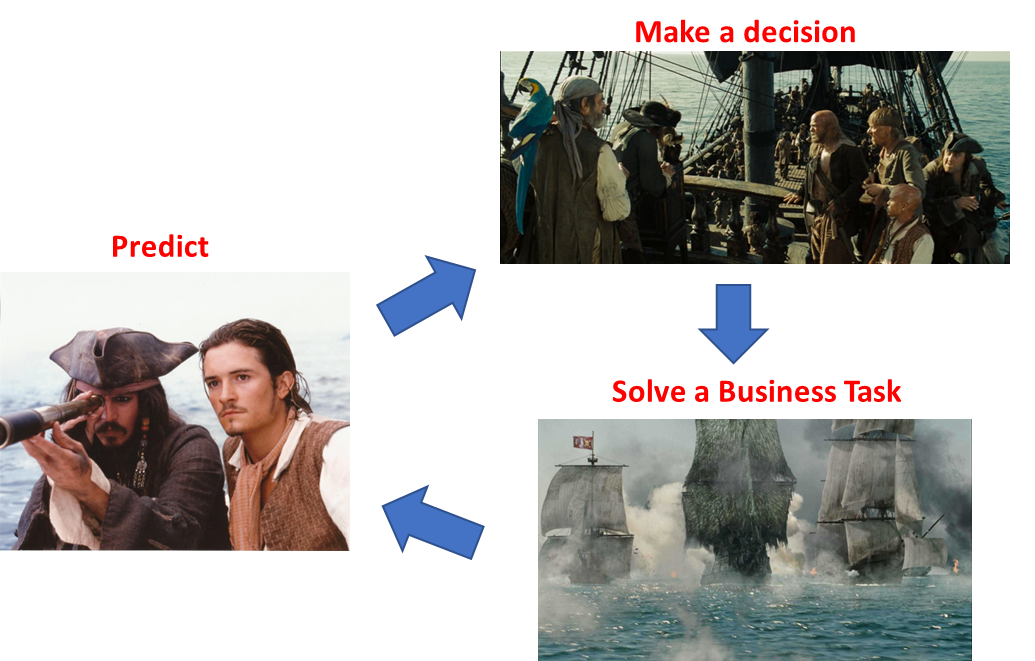 Make a decision
Predict
Solve a Business Task